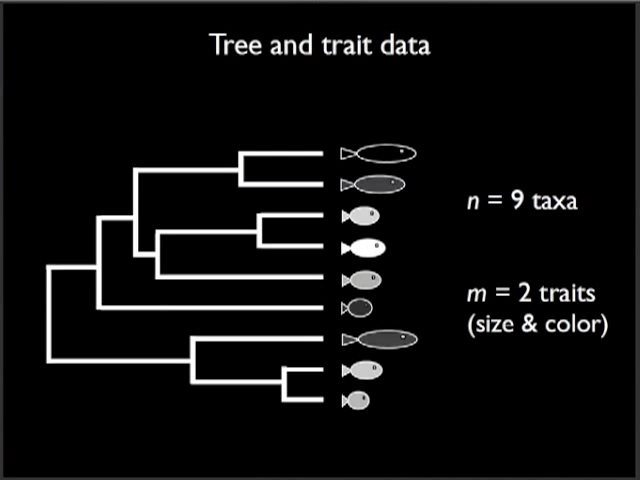 Tree and trait data
n = 9 taxa
m = 2 traits
(size & color)